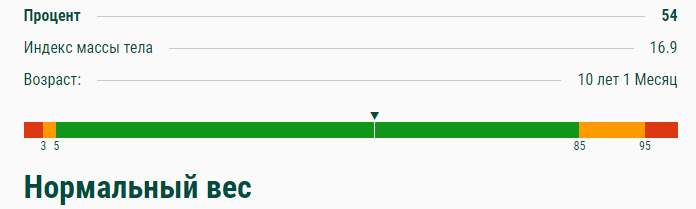 Процент 54
Индекс массы тела 16.9
Возраст: 10 лет 1 Месяц
3 5 85 95
Нормальный вес